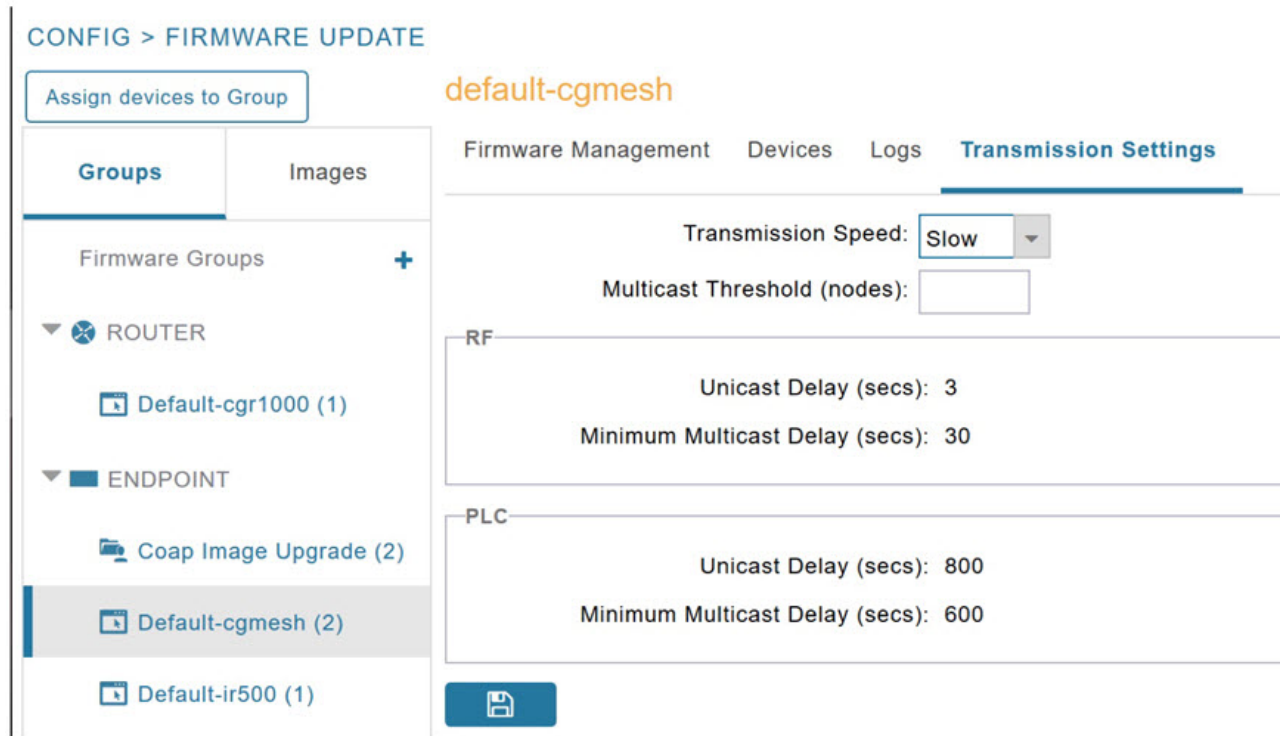 CONFIG > FIRMWARE UPDATE
Assign devices to Group
Groups
Images
Firmware Groups +
ROUTER
Default-cgr1000 (1)
ENDPOINT
Coap Image Upgrade (2)
Default-cgmesh (2)
Default-ir500 (1)
default-cgmesh
Firmware Management Devices Logs Transmission Settings
Transmission Speed: Slow
Multicast Threshold (nodes):
RF
Unicast Delay (secs): 3
Minimum Multicast Delay (secs): 30
PLC
Unicast Delay (secs): 800
Minimum Multicast Delay (secs): 600